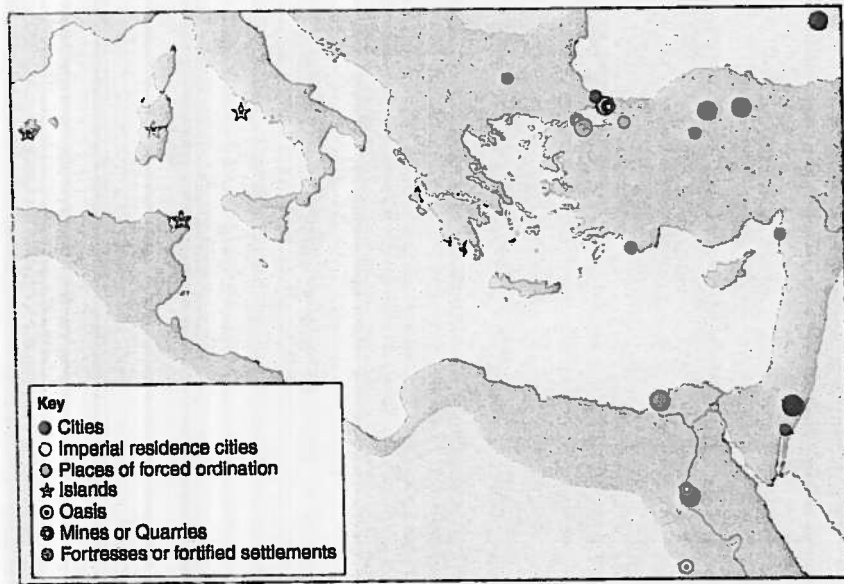 Key
Cities
Imperial residence cities
Places of forced ordination
Islands
Oasis
Mines or Quarries
Fortresses or fortified settlements